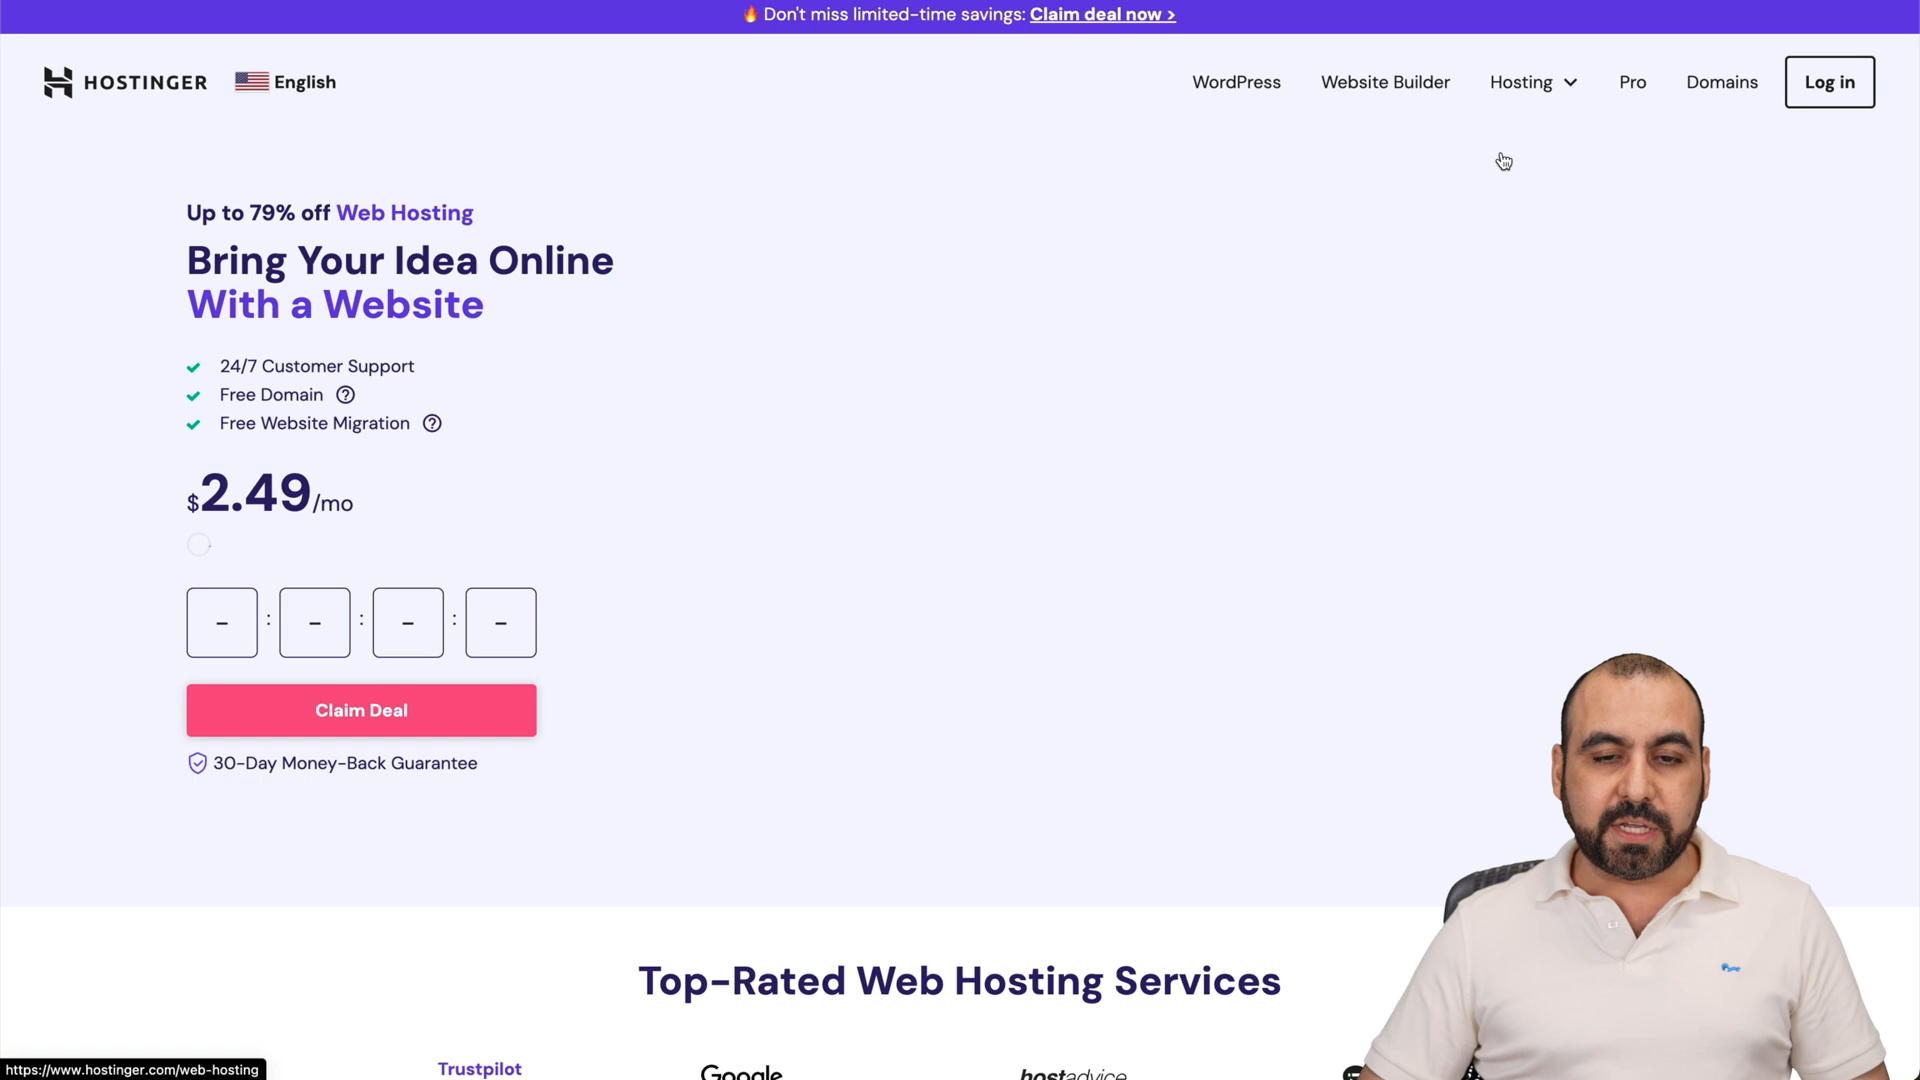 🔥 Don't miss limited-time savings: Claim deal now >
HOSTINGER English WordPress Website Builder Hosting Pro Domains Log in
Up to 79% off Web Hosting
Bring Your Idea Online
With a Website
24/7 Customer Support
Free Domain ?
Free Website Migration ?
$2.49/mo
- : - : - : -
Claim Deal
30-Day Money-Back Guarantee
Top-Rated Web Hosting Services
Trustpilot Google hostadvice
https://www.hostinger.com/web-hosting